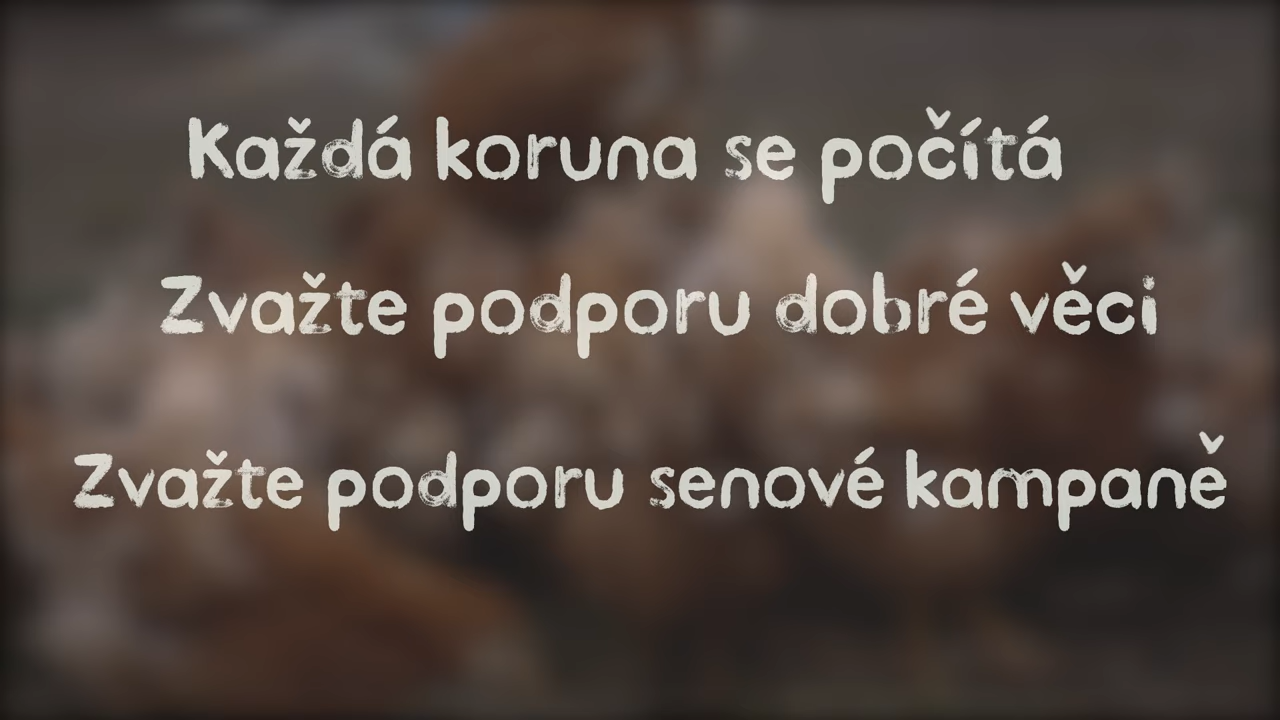 Každá koruna se počítá
Zvažte podporu dobré věci
Zvažte podporu senové kampaně